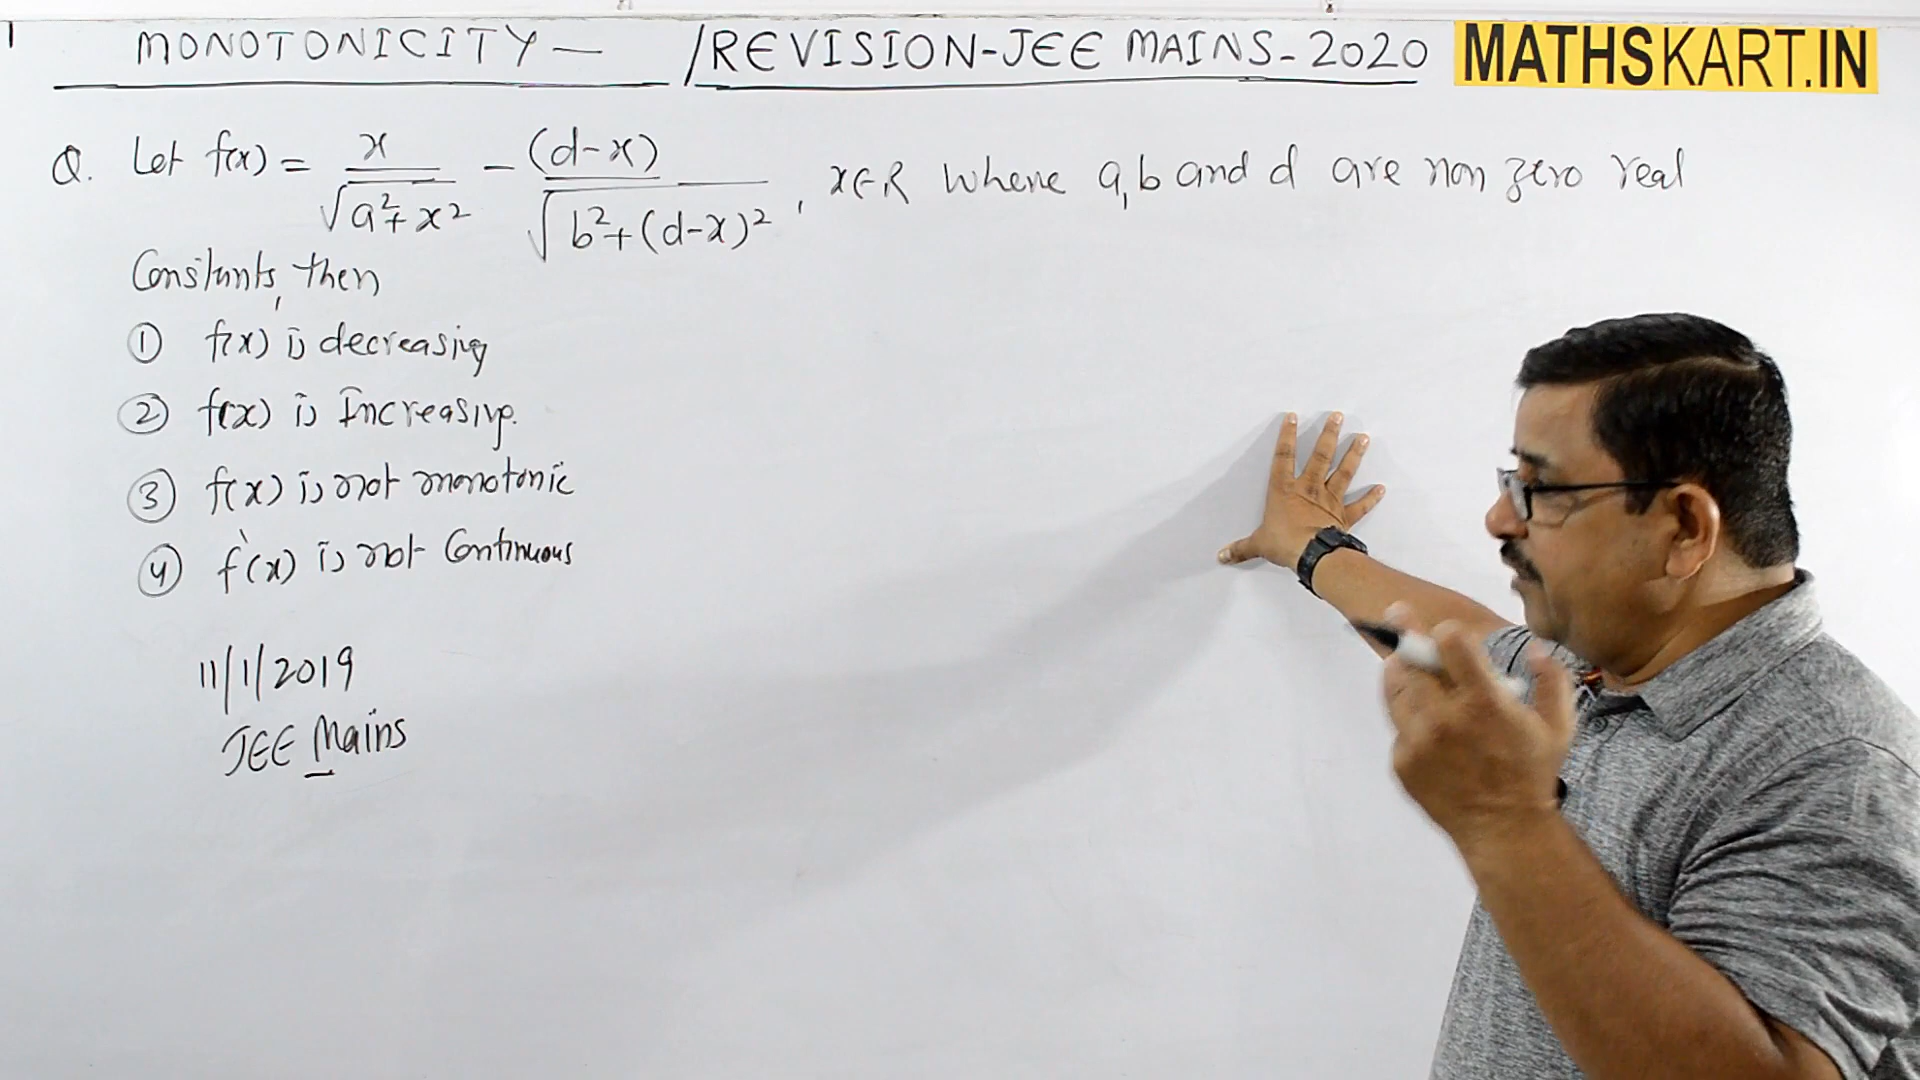 1 MONOTONICITY — / REVISION-JEE MAINS-2020 MATHSKART.IN
Q. Let f(x) = x/√(a²+x²) - (d-x)/√(b²+(d-x)²), x∈R where a, b and d are non zero real
Constants, then
① f(x) is decreasing
② f(x) is Increasing.
③ f(x) is not monotonic
④ f'(x) is not Continuous
11/1/2019
JEE Mains